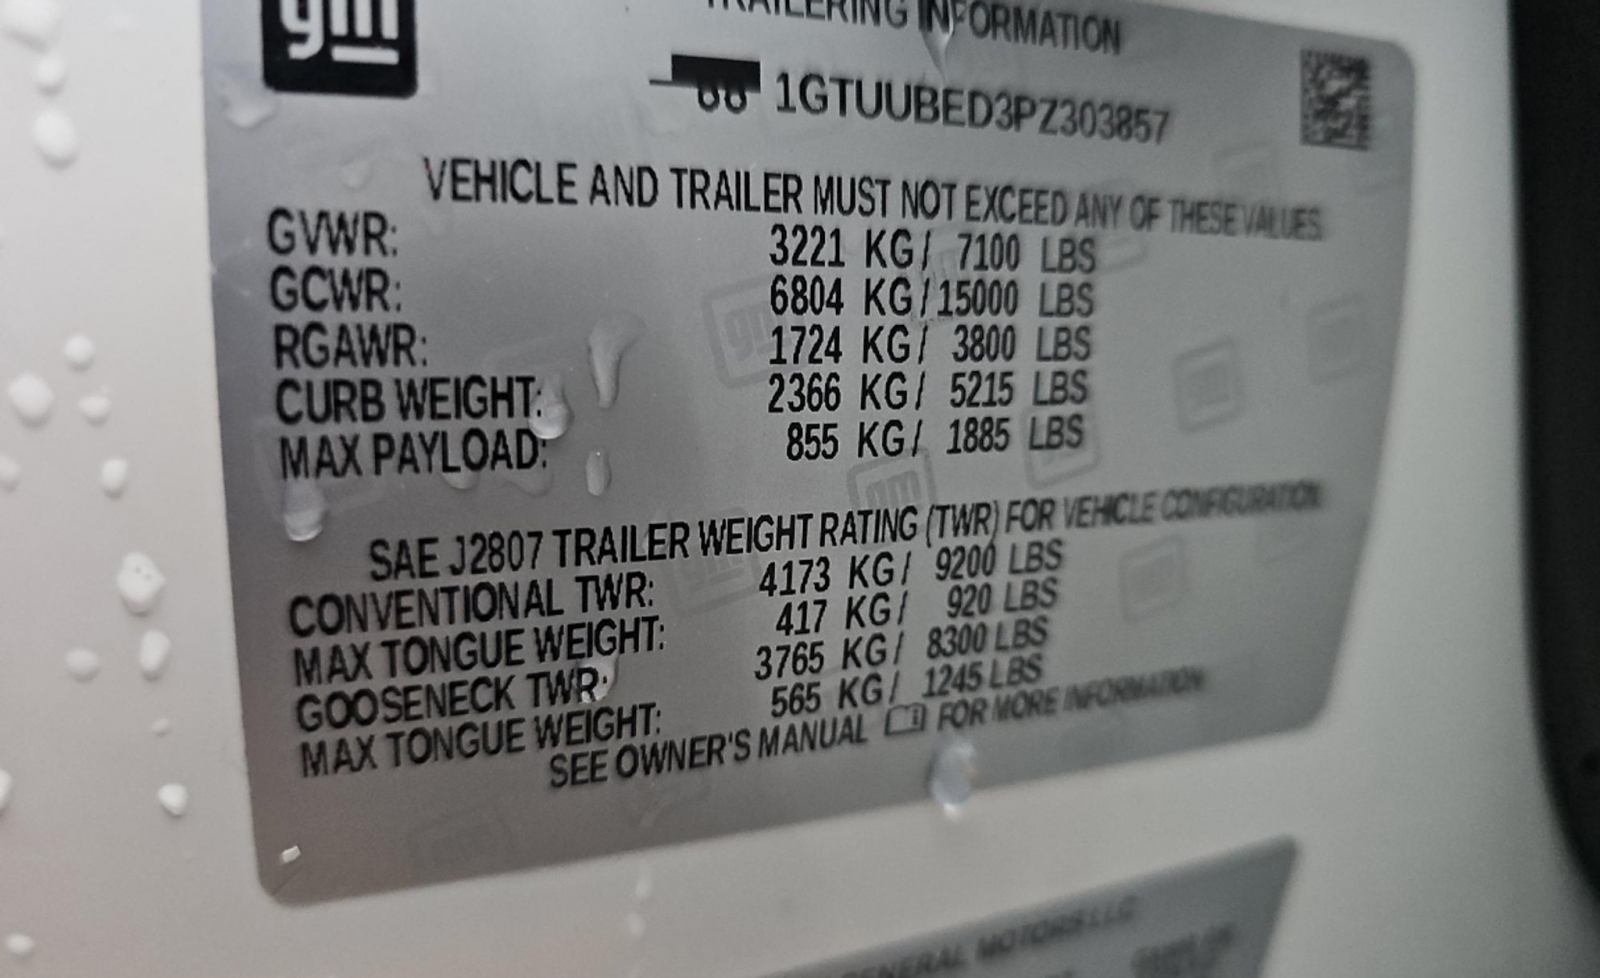 gm
TRAILERING INFORMATION
1GTUUBED3PZ303857
VEHICLE AND TRAILER MUST NOT EXCEED ANY OF THESE VALUES.
GVWR: 3221 KG/ 7100 LBS
GCWR: 6804 KG/15000 LBS
RGAWR: 1724 KG/ 3800 LBS
CURB WEIGHT: 2366 KG/ 5215 LBS
MAX PAYLOAD: 855 KG/ 1885 LBS
SAE J2807 TRAILER WEIGHT RATING (TWR) FOR VEHICLE CONFIGURATION.
CONVENTIONAL TWR: 4173 KG/ 9200 LBS
MAX TONGUE WEIGHT: 417 KG/ 920 LBS
GOOSENECK TWR: 3765 KG/ 8300 LBS
MAX TONGUE WEIGHT: 565 KG/ 1245 LBS
SEE OWNER'S MANUAL FOR MORE INFORMATION.
GENERAL MOTORS LLC